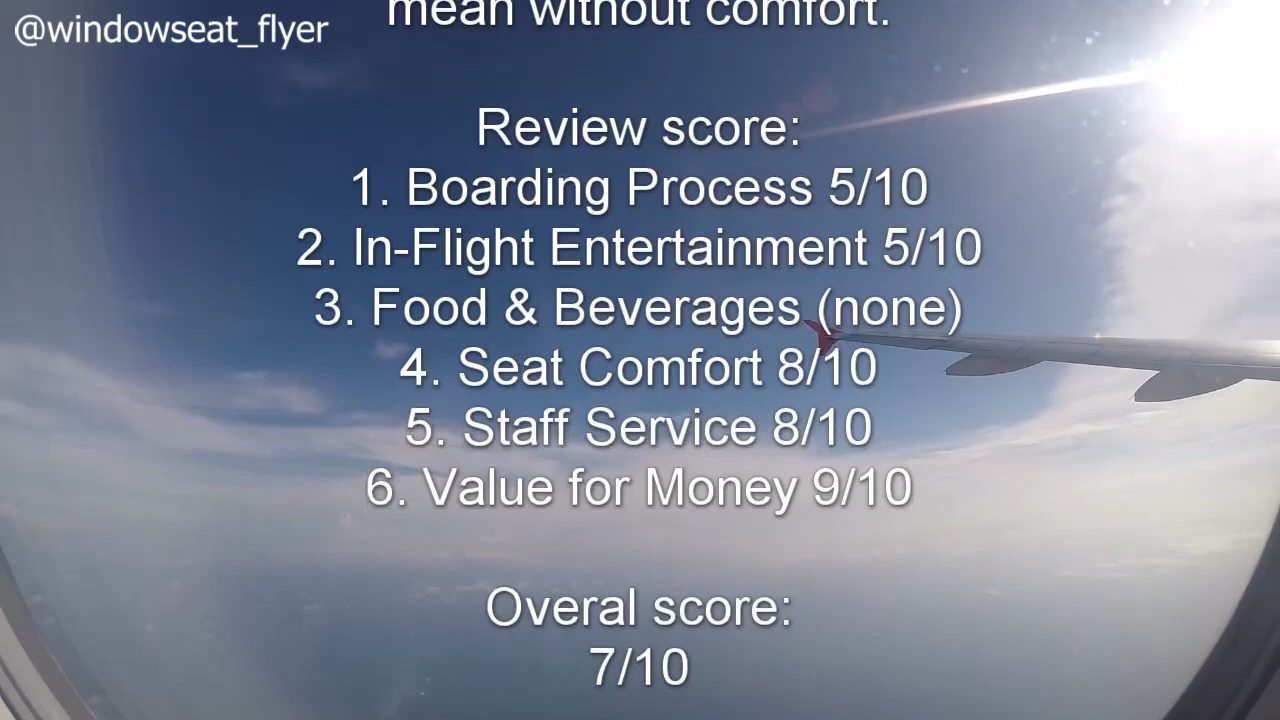 @windowseat_flyer
mean without comfort.
Review score:
1. Boarding Process 5/10
2. In-Flight Entertainment 5/10
3. Food & Beverages (none)
4. Seat Comfort 8/10
5. Staff Service 8/10
6. Value for Money 9/10
Overal score:
7/10